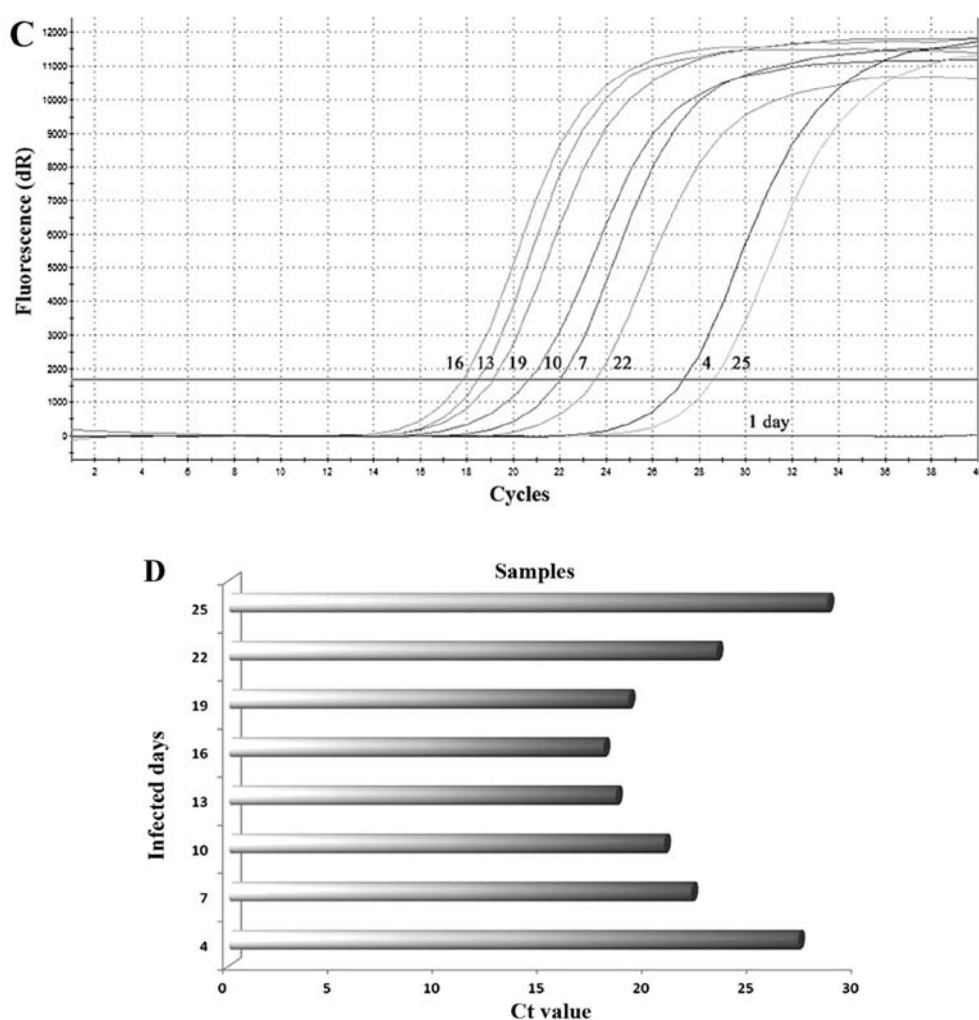 C
Fluorescence (dR)
12000
11000
10000
9000
8000
7000
6000
5000
4000
3000
2000
1000
0
16 13 19 10 7 22 4 25
1 day
2 4 6 8 10 12 14 16 18 20 22 24 26 28 30 32 34 36 38 4
Cycles
D
Samples
Infected days
25
22
19
16
13
10
7
4
0 5 10 15 20 25 30
Ct value